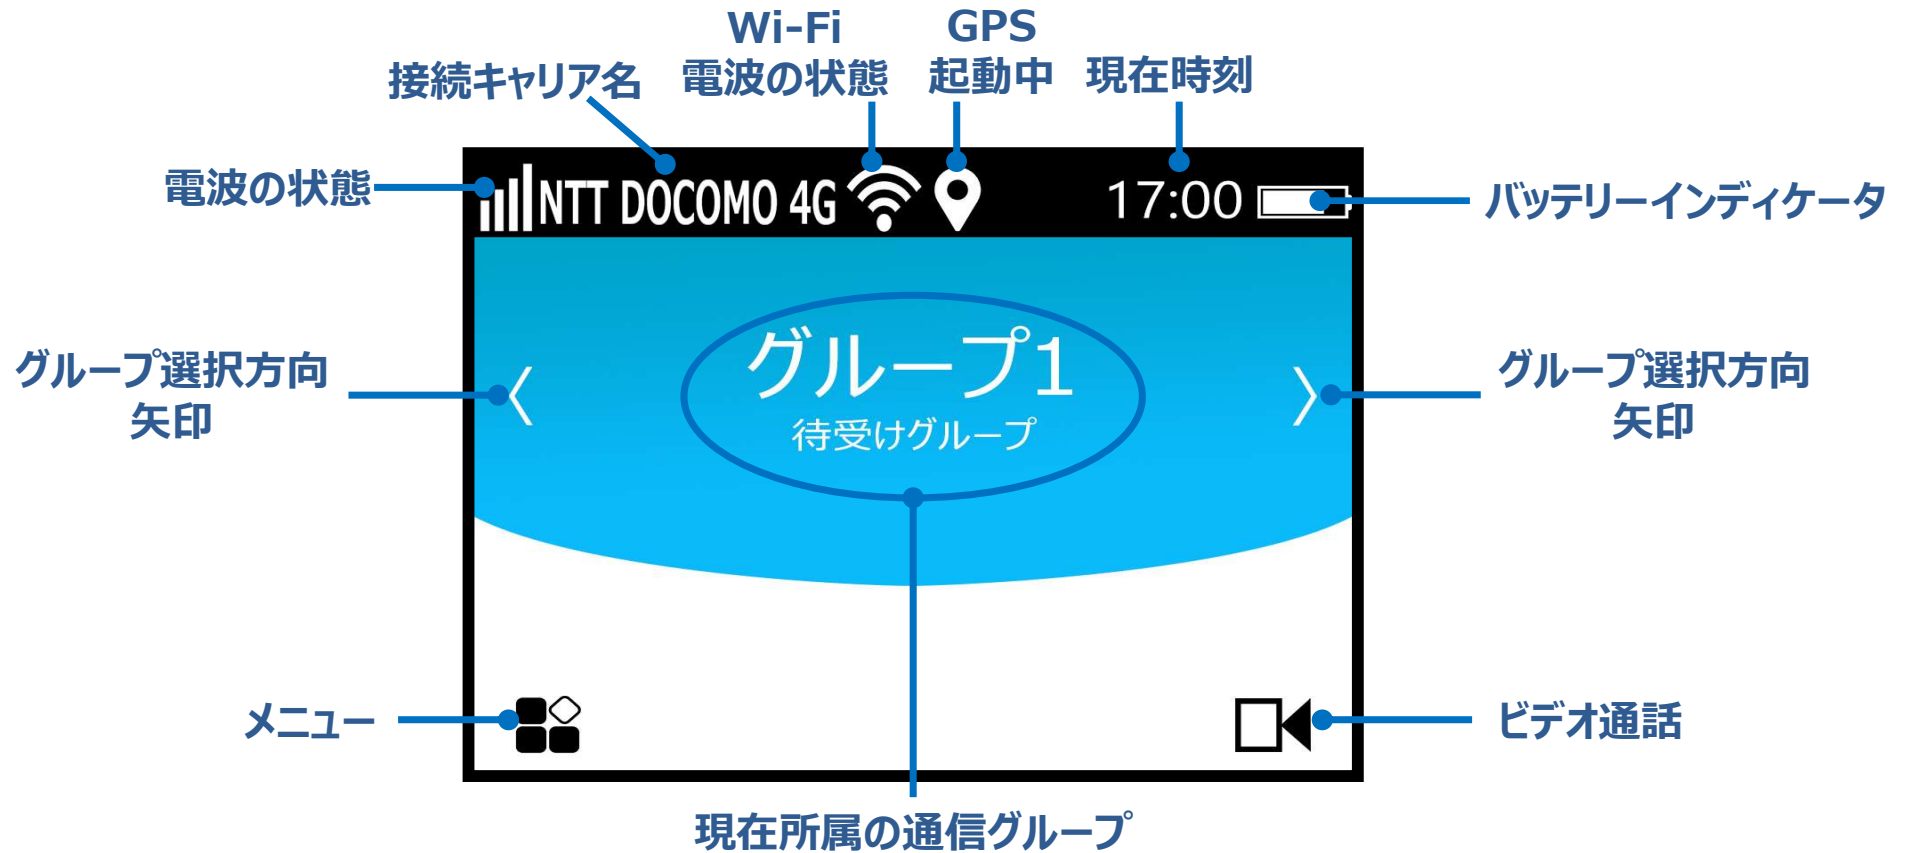 Wi-Fi
電波の状態
GPS
起動中
接続キャリア名
現在時刻
電波の状態
NTT DOCOMO 4G
17:00
バッテリーインディケータ
グループ選択方向
矢印
グループ1
待受けグループ
グループ選択方向
矢印
メニュー
ビデオ通話
現在所属の通信グループ